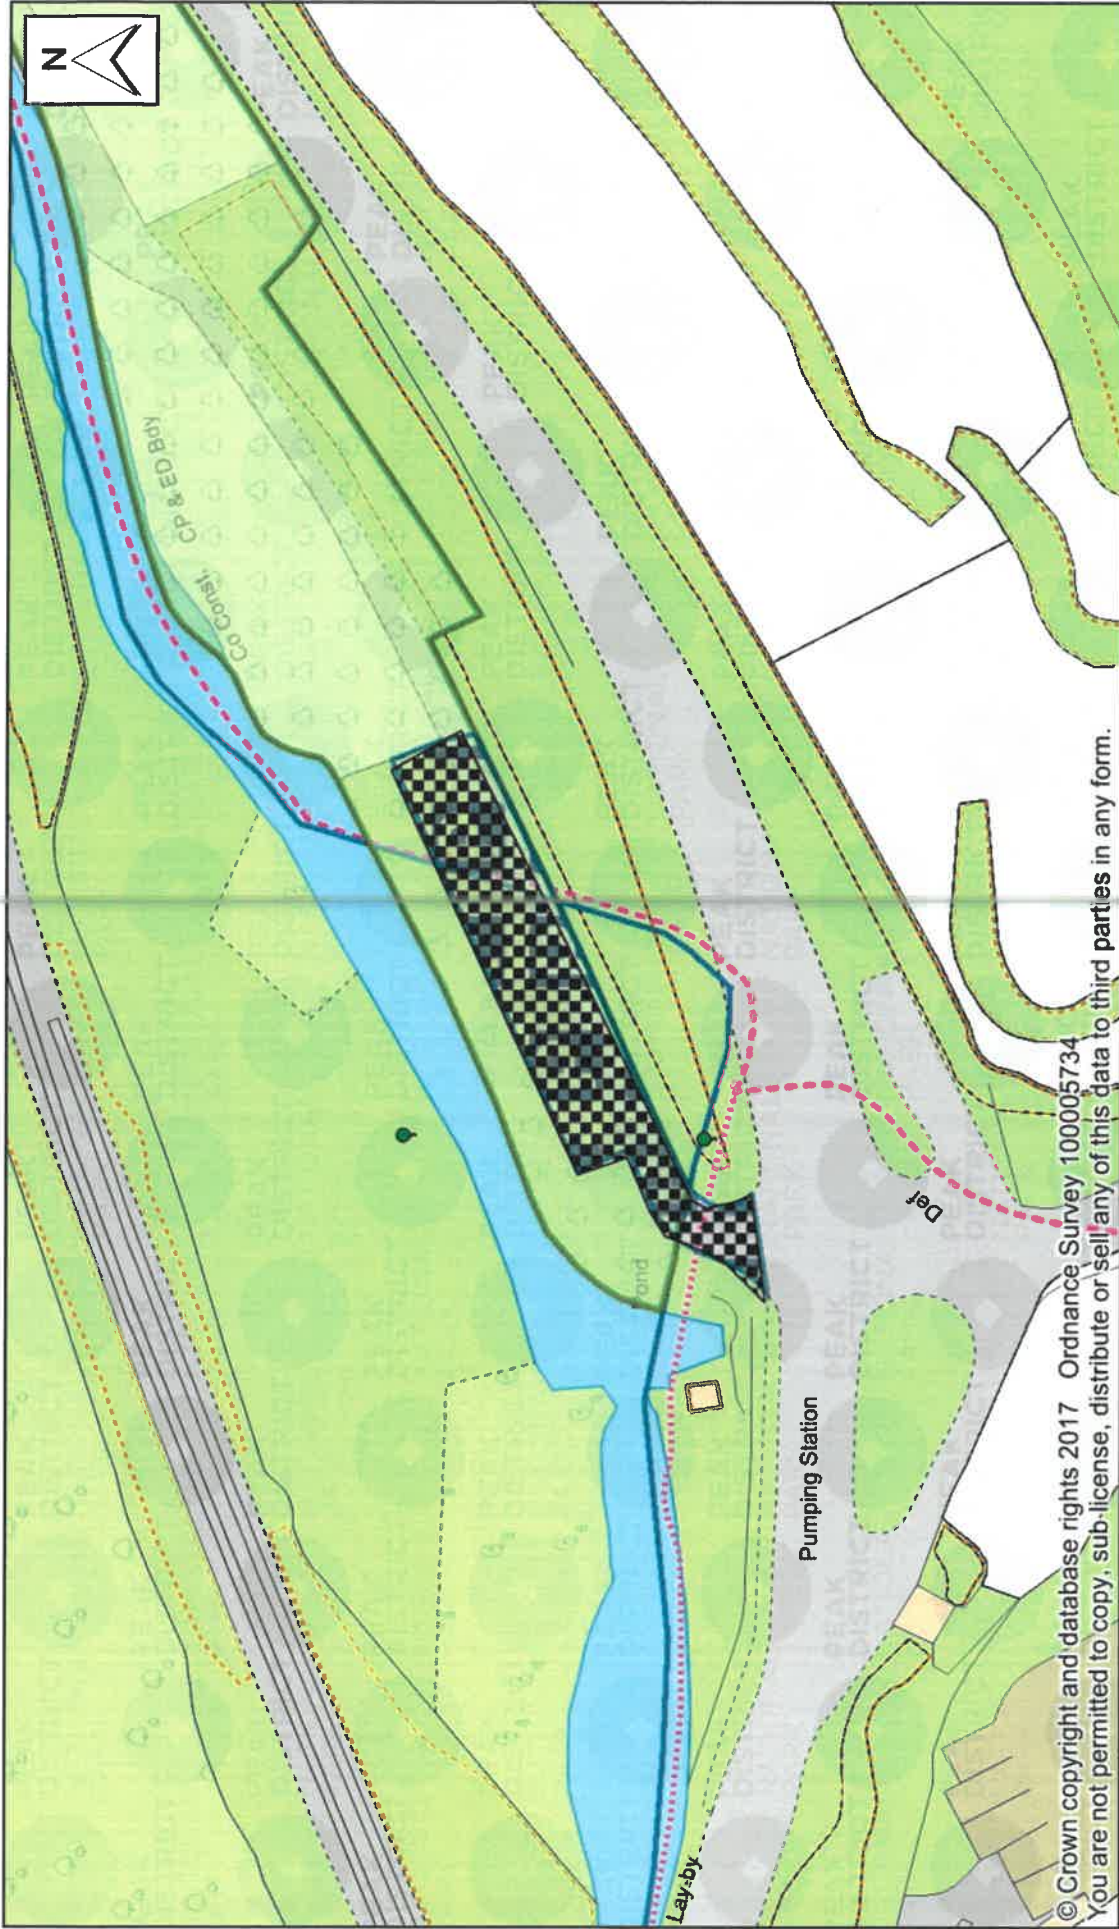 N
CP & ED Bdy
Co Const,
Pond
Def
Pumping Station
Lay-by
© Crown copyright and database rights 2017 Ordnance Survey 100005734
You are not permitted to copy, sub-license, distribute or sell any of this data to third parties in any form.
PEAK
DISTRICT